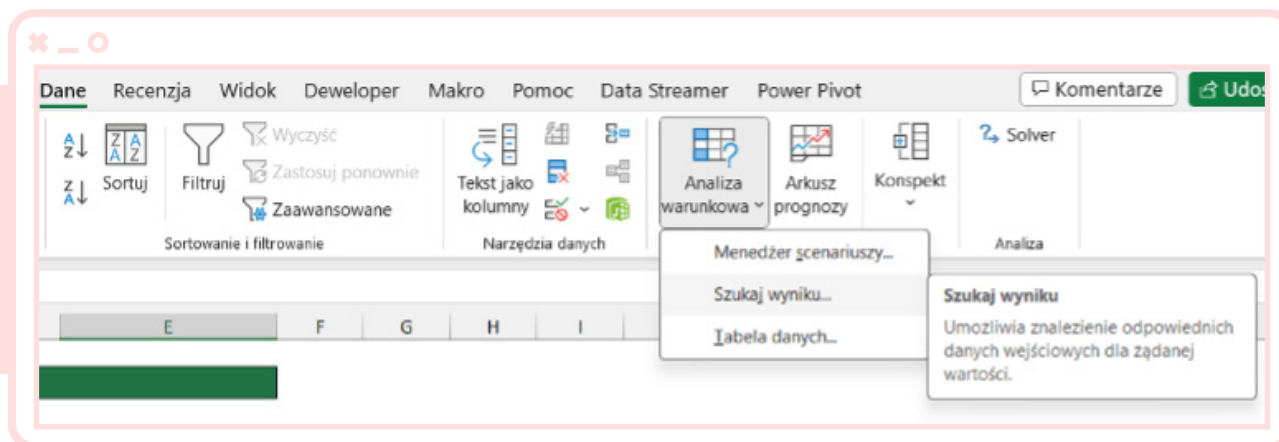 Dane Recenzja Widok Deweloper Makro Pomoc Data Streamer Power Pivot Komentarze
Sortuj
Filtruj
Wyczyść
Zastosuj ponownie
Zaawansowane
Sortowanie i filtrowanie
Tekst jako
kolumny
Narzędzia danych
Analiza
warunkowa
Arkusz
prognozy
Konspekt
Solver
Analiza
Menedżer scenariuszy...
Szukaj wyniku...
Tabela danych...
Szukaj wyniku
Umożliwia znalezienie odpowiednich
danych wejściowych dla żądanej
wartości.
E F G H I